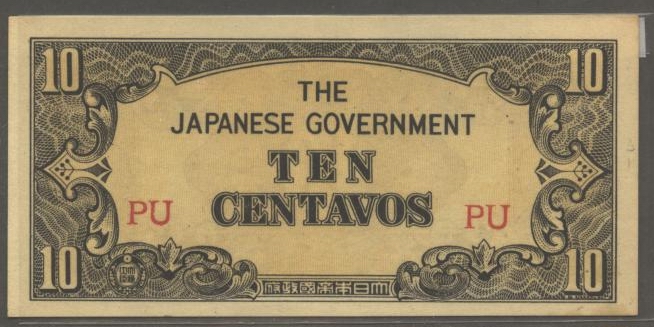 10 10
THE
JAPANESE GOVERNMENT
TEN
PU CENTAVOS PU
10 10
府政國帝本日大